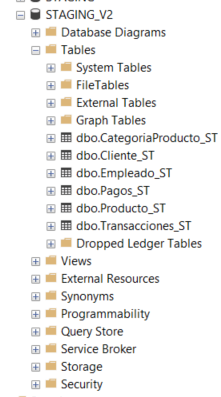 STAGING_V2
Database Diagrams
Tables
System Tables
FileTables
External Tables
Graph Tables
dbo.CategoriaProducto_ST
dbo.Cliente_ST
dbo.Empleado_ST
dbo.Pagos_ST
dbo.Producto_ST
dbo.Transacciones_ST
Dropped Ledger Tables
Views
External Resources
Synonyms
Programmability
Query Store
Service Broker
Storage
Security